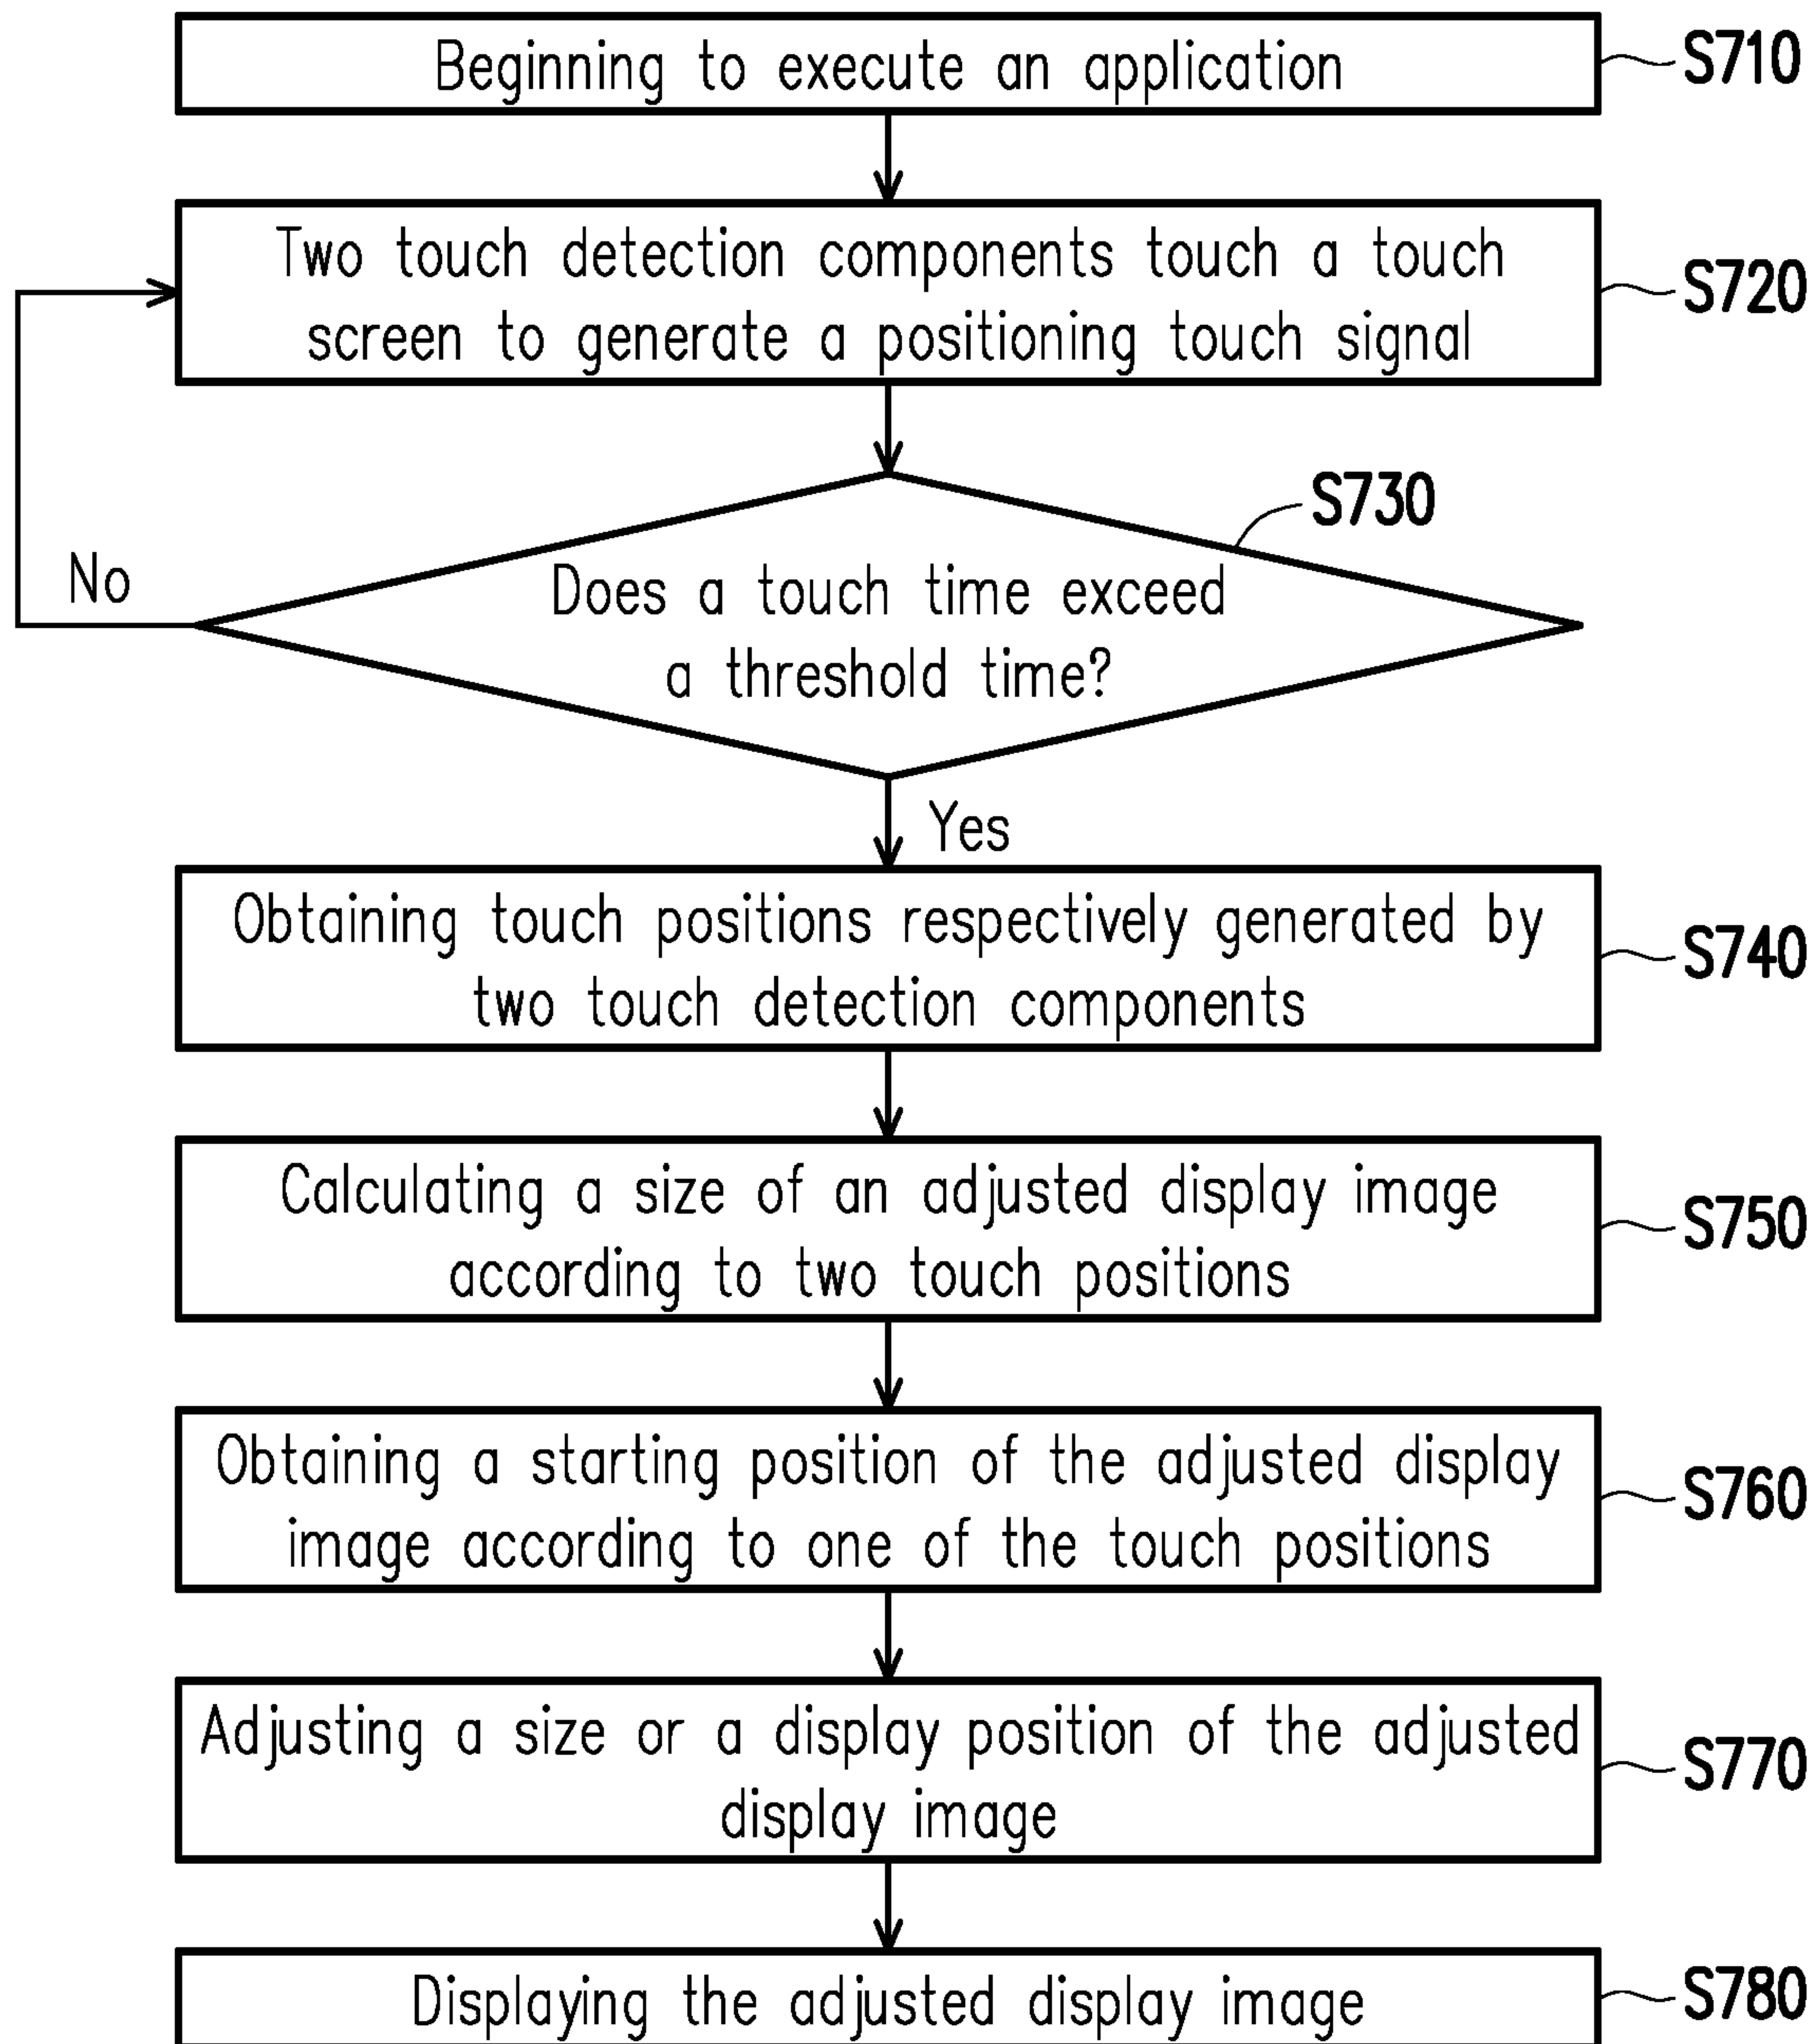 Beginning to execute an application
S710
Two touch detection components touch a touch
screen to generate a positioning touch signal
S720
S730
Does a touch time exceed
a threshold time?
No
Yes
Obtaining touch positions respectively generated by
two touch detection components
S740
Calculating a size of an adjusted display image
according to two touch positions
S750
Obtaining a starting position of the adjusted display
image according to one of the touch positions
S760
Adjusting a size or a display position of the adjusted
display image
S770
Displaying the adjusted display image
S780